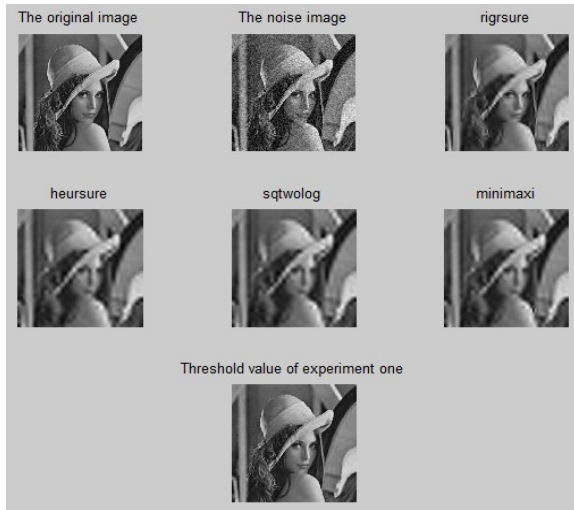 The original image
The noise image
rigrsure
heursure
sqtwolog
minimaxi
Threshold value of experiment one